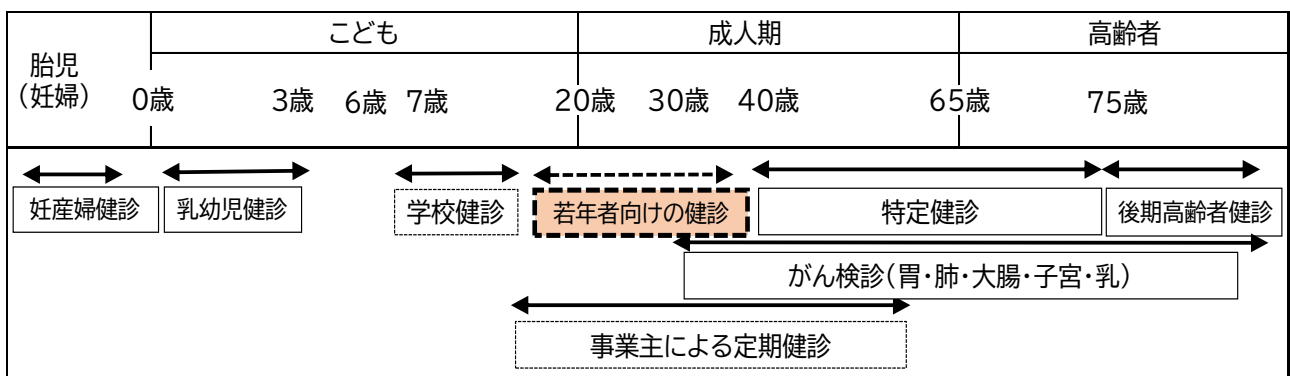 胎児
(妊婦)
こども
成人期
高齢者
0歳 3歳 6歳 7歳 20歳 30歳 40歳 65歳 75歳
妊産婦健診 乳幼児健診 学校健診 若年者向けの健診 特定健診 後期高齢者健診
がん検診(胃・肺・大腸・子宮・乳)
事業主による定期健診